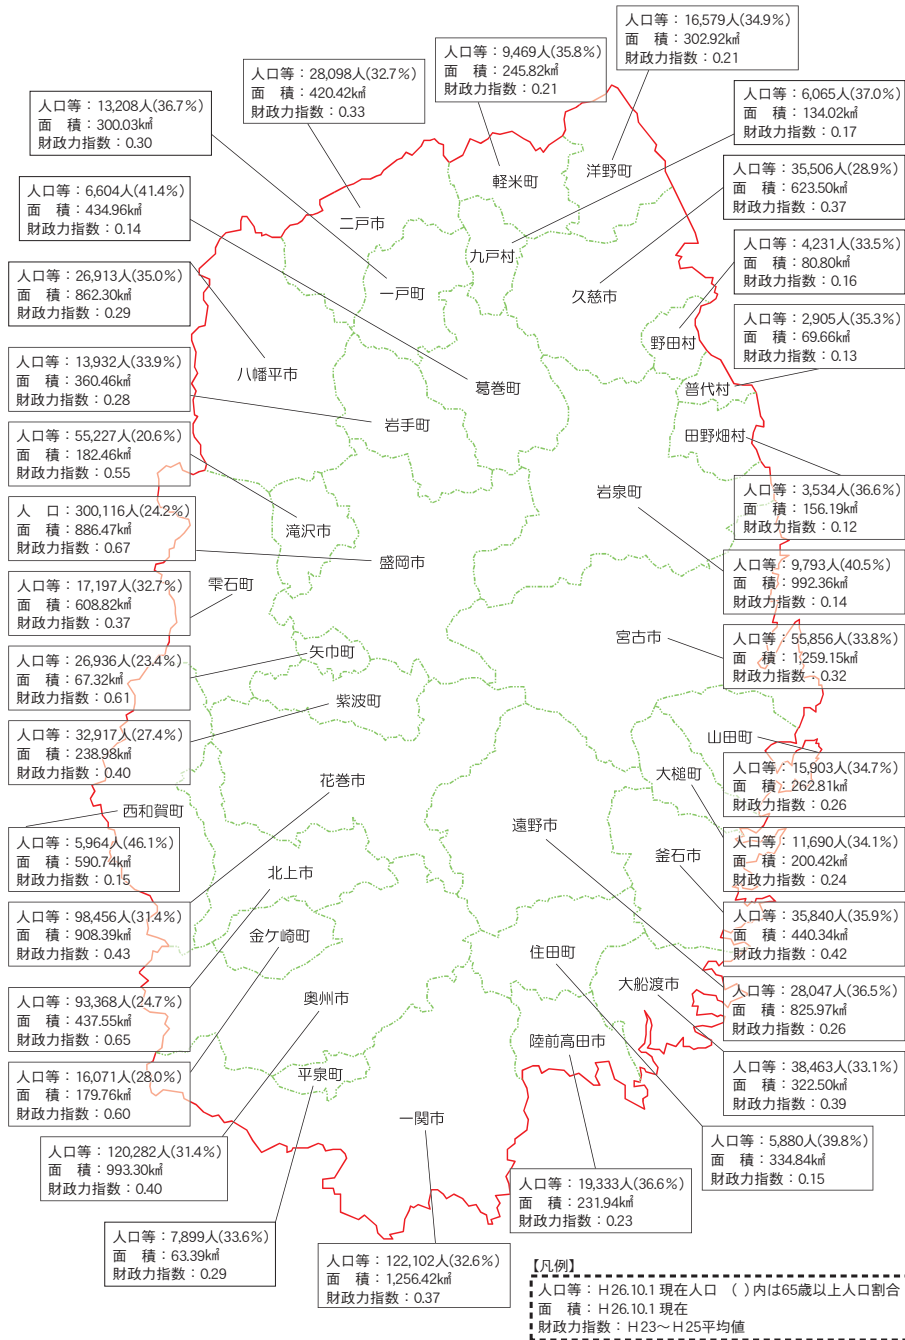 人口等：16,579人(34.9%)
面　積：302.92㎢
財政力指数：0.21
人口等：9,469人(35.8%)
面　積：245.82㎢
財政力指数：0.21
人口等：28,098人(32.7%)
面　積：420.42㎢
財政力指数：0.33
人口等：13,208人(36.7%)
面　積：300.03㎢
財政力指数：0.30
人口等：6,065人(37.0%)
面　積：134.02㎢
財政力指数：0.17
人口等：35,506人(28.9%)
面　積：623.50㎢
財政力指数：0.37
人口等：6,604人(41.4%)
面　積：434.96㎢
財政力指数：0.14
人口等：4,231人(33.5%)
面　積：80.80㎢
財政力指数：0.16
人口等：26,913人(35.0%)
面　積：862.30㎢
財政力指数：0.29
人口等：2,905人(35.3%)
面　積：69.66㎢
財政力指数：0.13
人口等：13,932人(33.9%)
面　積：360.46㎢
財政力指数：0.28
人口等：55,227人(20.6%)
面　積：182.46㎢
財政力指数：0.55
人口等：3,534人(36.6%)
面　積：156.19㎢
財政力指数：0.12
人　口：300,116人(24.2%)
面　積：886.47㎢
財政力指数：0.67
人口等：9,793人(40.5%)
面　積：992.36㎢
財政力指数：0.14
人口等：17,197人(32.7%)
面　積：608.82㎢
財政力指数：0.37
人口等：55,856人(33.8%)
面　積：1,259.15㎢
財政力指数：0.32
人口等：26,936人(23.4%)
面　積：67.32㎢
財政力指数：0.61
人口等：32,917人(27.4%)
面　積：238.98㎢
財政力指数：0.40
人口等：15,903人(34.7%)
面　積：262.81㎢
財政力指数：0.26
人口等：5,964人(46.1%)
面　積：590.74㎢
財政力指数：0.15
人口等：11,690人(34.1%)
面　積：200.42㎢
財政力指数：0.24
人口等：98,456人(31.4%)
面　積：908.39㎢
財政力指数：0.43
人口等：35,840人(35.9%)
面　積：440.34㎢
財政力指数：0.42
人口等：93,368人(24.7%)
面　積：437.55㎢
財政力指数：0.65
人口等：28,047人(36.5%)
面　積：825.97㎢
財政力指数：0.26
人口等：16,071人(28.0%)
面　積：179.76㎢
財政力指数：0.60
人口等：38,463人(33.1%)
面　積：322.50㎢
財政力指数：0.39
人口等：120,282人(31.4%)
面　積：993.30㎢
財政力指数：0.40
人口等：5,880人(39.8%)
面　積：334.84㎢
財政力指数：0.15
人口等：19,333人(36.6%)
面　積：231.94㎢
財政力指数：0.23
人口等：7,899人(33.6%)
面　積：63.39㎢
財政力指数：0.29
人口等：122,102人(32.6%)
面　積：1,256.42㎢
財政力指数：0.37
軽米町
洋野町
二戸市
九戸村
一戸町
久慈市
野田村
八幡平市
葛巻町
普代村
岩手町
田野畑村
岩泉町
滝沢市
盛岡市
雫石町
宮古市
矢巾町
紫波町
山田町
大槌町
花巻市
西和賀町
遠野市
釜石市
北上市
金ケ崎町
住田町
大船渡市
奥州市
陸前高田市
平泉町
一関市
【凡例】
人口等：H26.10.1 現在人口　( ）内は65歳以上人口割合
面　積：H26.10.1 現在
財政力指数：H23～H25平均値